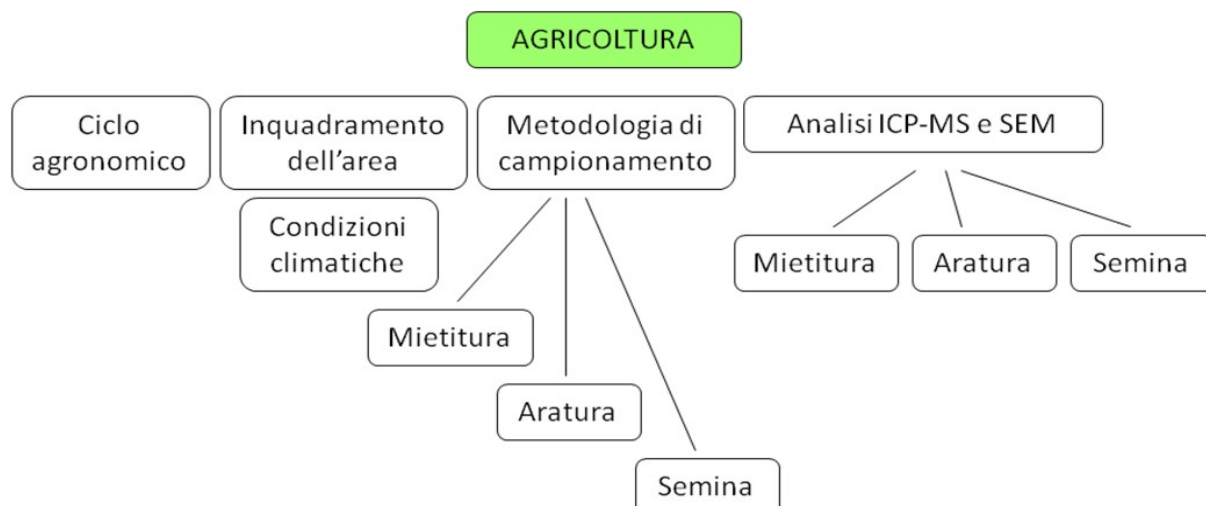 AGRICOLTURA
Ciclo
agronomico
Inquadramento
dell'area
Metodologia di
campionamento
Analisi ICP-MS e SEM
Condizioni
climatiche
Mietitura
Aratura
Semina
Mietitura
Aratura
Semina